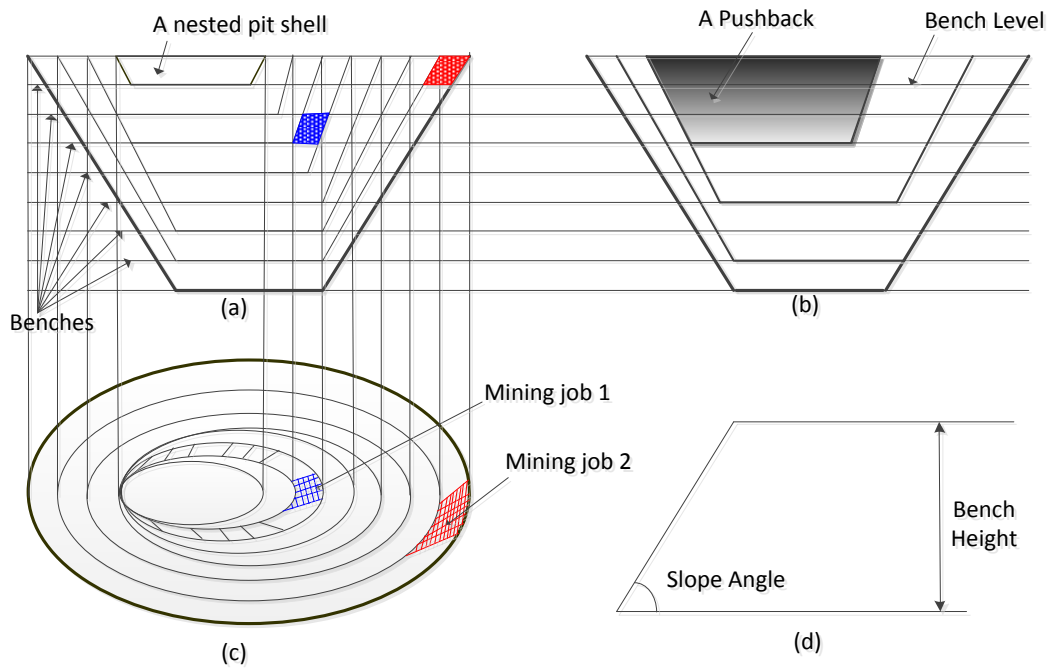 (a)
(b)
A nested pit shell
A Pushback
Bench Level
Benches
(a)
(b)
Mining job 1
Mining job 2
Bench
Height
Slope Angle
(c)
(d)